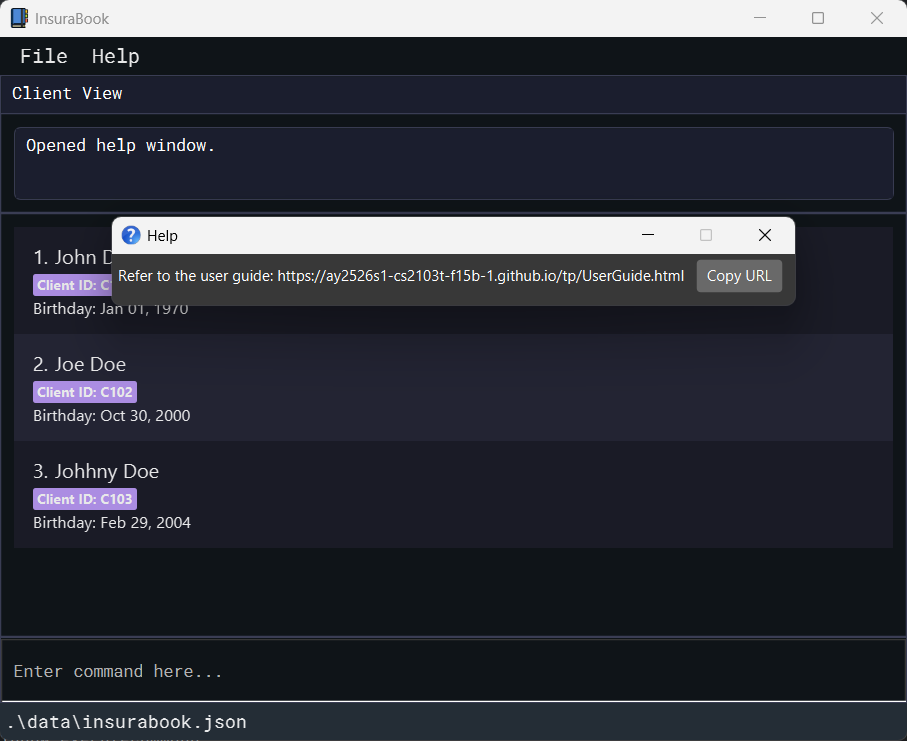 InsuraBook
File Help
Client View
Opened help window.
Help
Refer to the user guide: https://ay2526s1-cs2103t-f15b-1.github.io/tp/UserGuide.html Copy URL
1. John
Client ID:
Birthday: Jan 01, 1970
2. Joe Doe
Client ID: C102
Birthday: Oct 30, 2000
3. Johhny Doe
Client ID: C103
Birthday: Feb 29, 2004
Enter command here...
.\data\insurabook.json